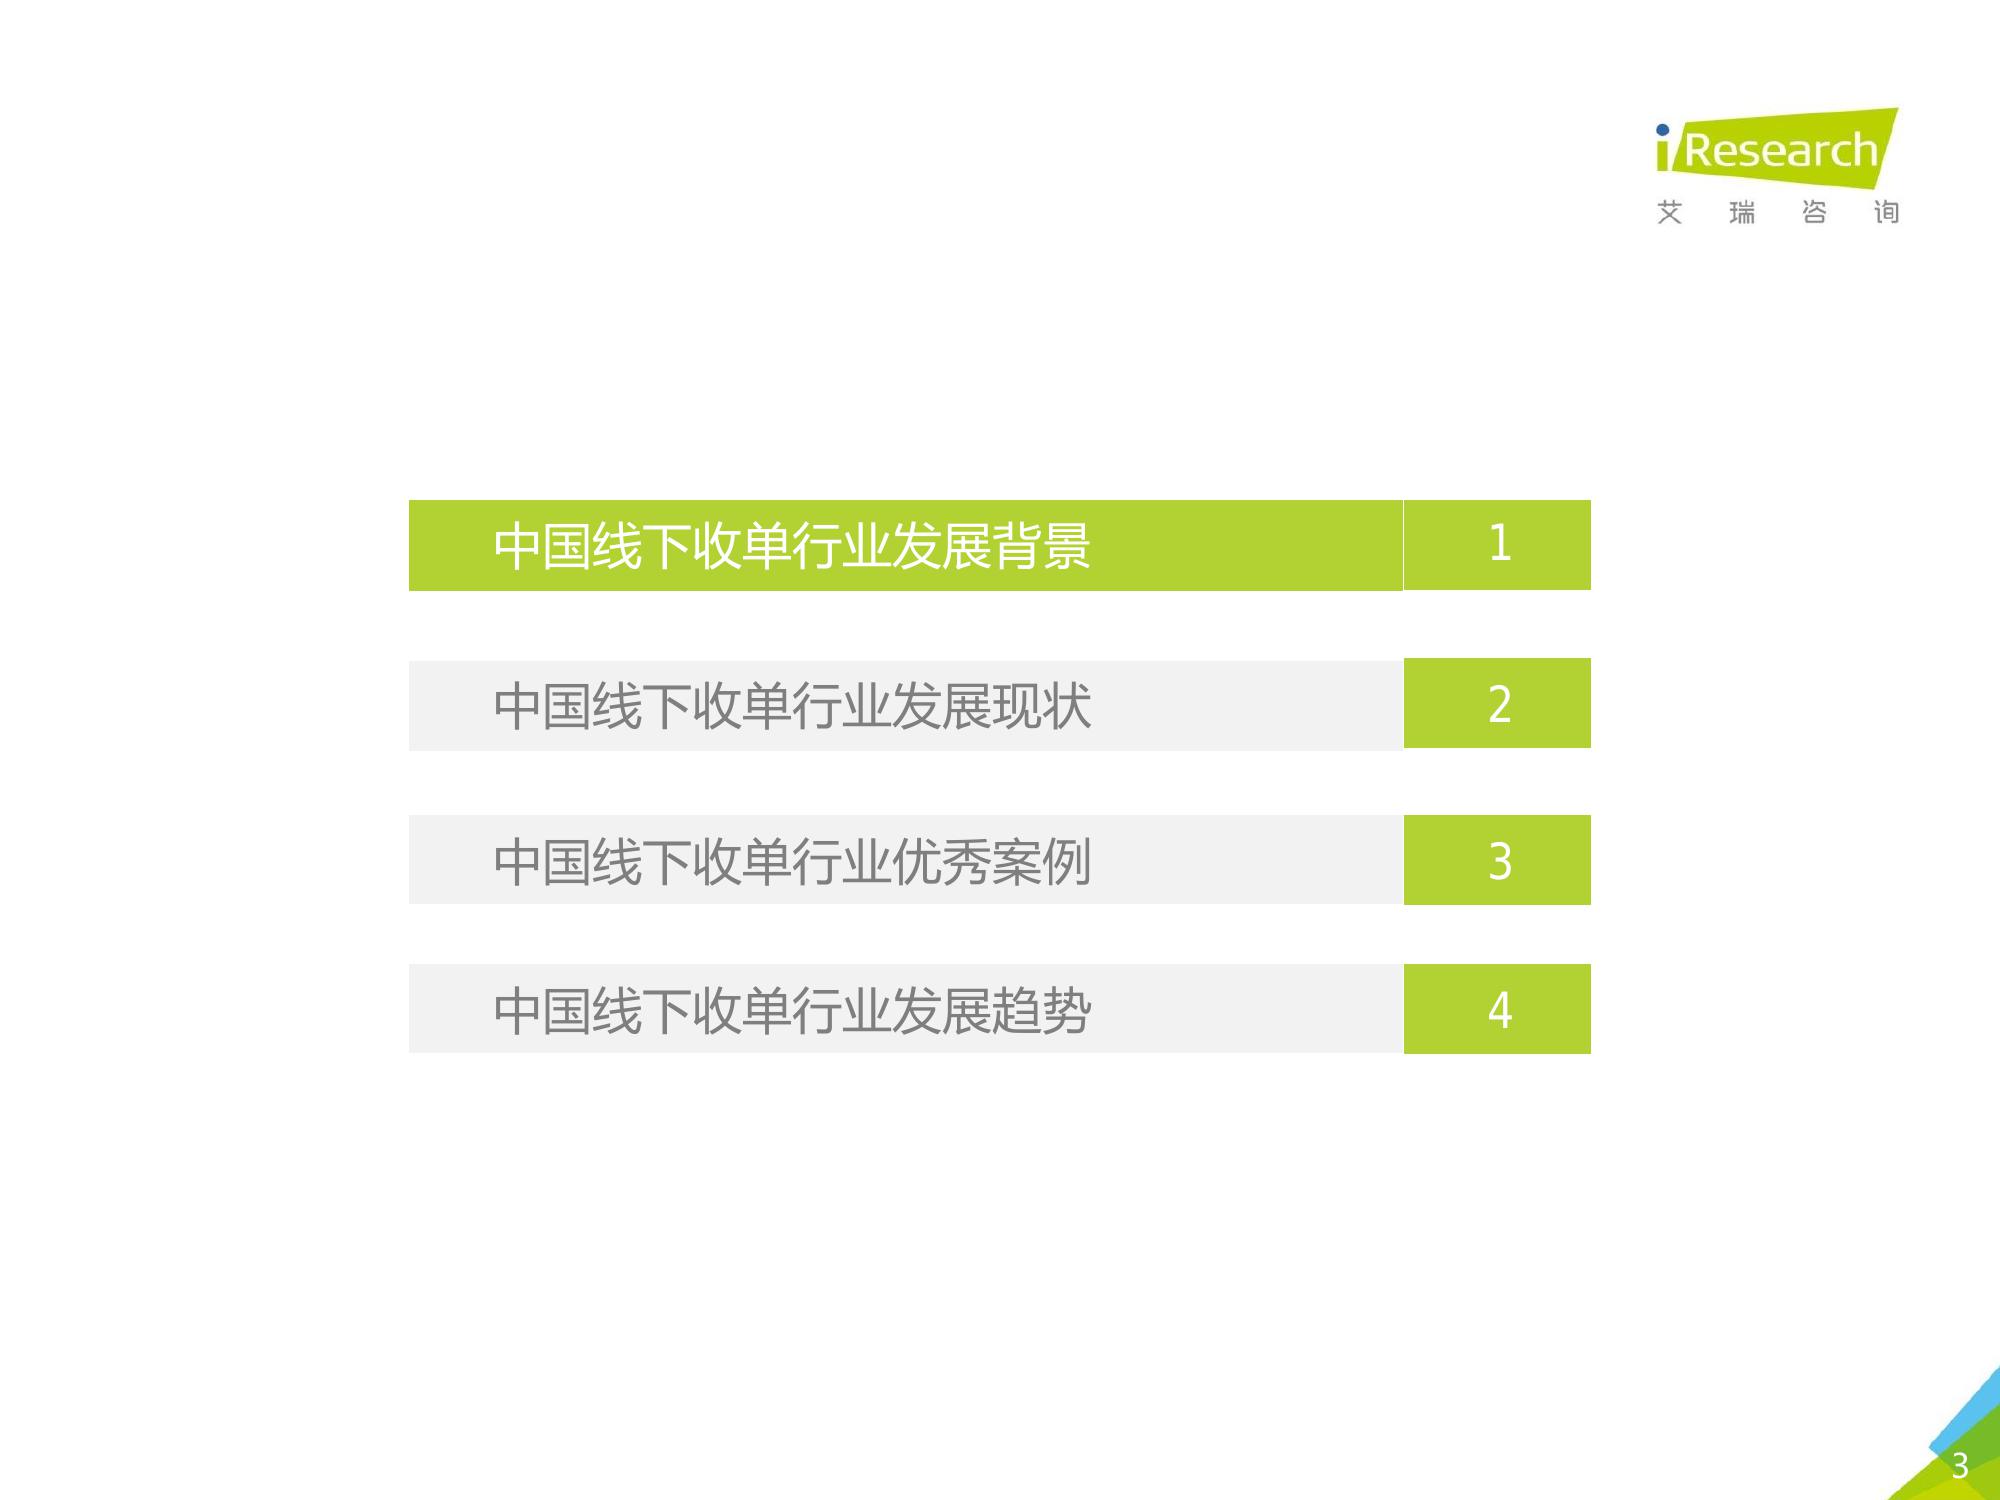 iResearch
艾瑞咨询
中国线下收单行业发展背景 1
中国线下收单行业发展现状 2
中国线下收单行业优秀案例 3
中国线下收单行业发展趋势 4
3